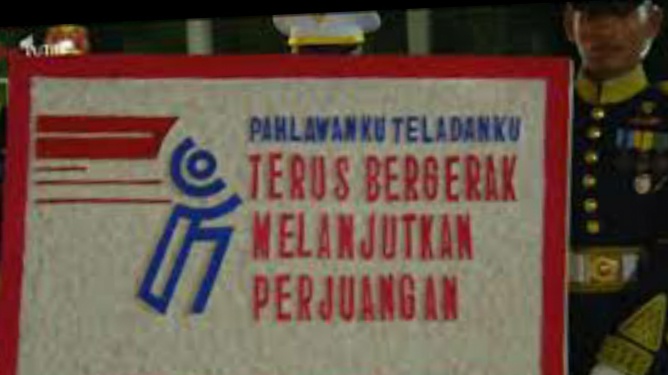 PAHLAWANKU TELADANKU
TERUS BERGERAK
MELANJUTKAN
PERJUANGAN